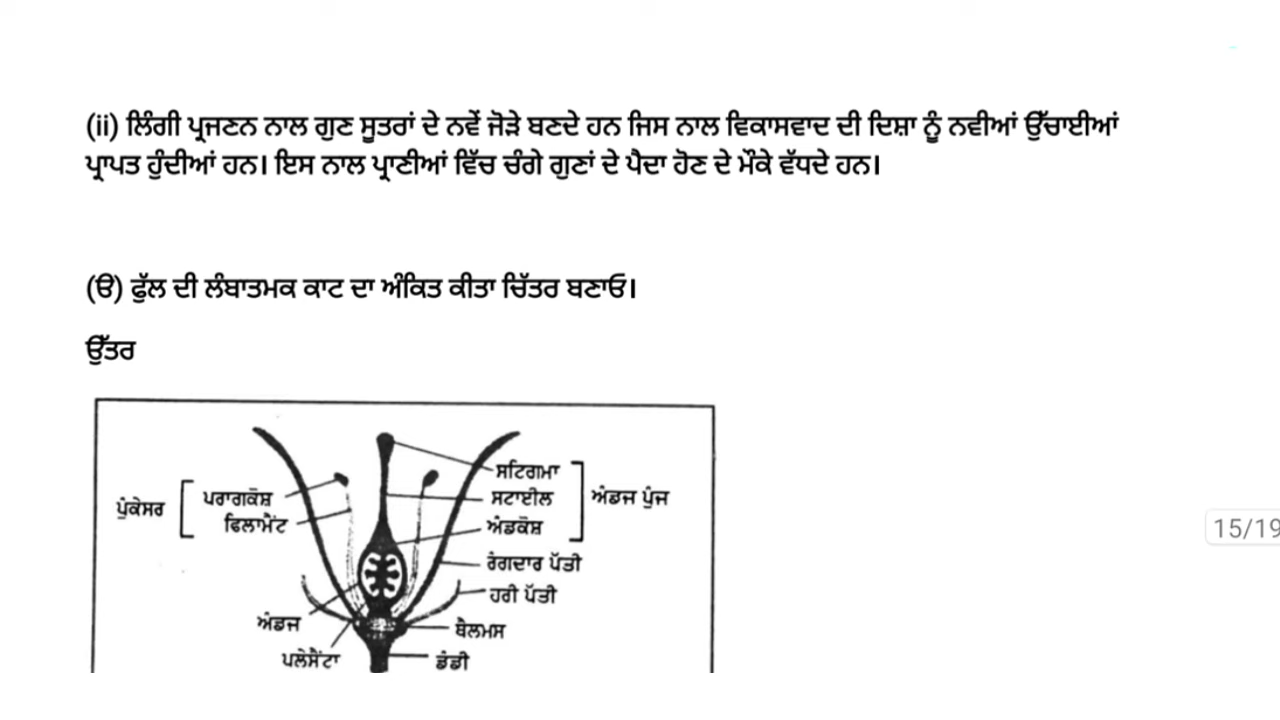 (ii) ਲਿੰਗੀ ਪ੍ਰਜਣਨ ਨਾਲ ਗੁਣ ਸੂਤਰਾਂ ਦੇ ਨਵੇਂ ਜੋੜੇ ਬਣਦੇ ਹਨ ਜਿਸ ਨਾਲ ਵਿਕਾਸਵਾਦ ਦੀ ਦਿਸ਼ਾ ਨੂੰ ਨਵੀਆਂ ਉੱਚਾਈਆਂ
ਪ੍ਰਾਪਤ ਹੁੰਦੀਆਂ ਹਨ। ਇਸ ਨਾਲ ਪ੍ਰਾਣੀਆਂ ਵਿੱਚ ਚੰਗੇ ਗੁਣਾਂ ਦੇ ਪੈਦਾ ਹੋਣ ਦੇ ਮੌਕੇ ਵੱਧਦੇ ਹਨ।
(ੳ) ਫੁੱਲ ਦੀ ਲੰਬਾਤਮਕ ਕਾਟ ਦਾ ਅੰਕਿਤ ਕੀਤਾ ਚਿੱਤਰ ਬਣਾਓ।
ਉੱਤਰ
ਸਟਿਗਮਾ
ਪੁੰਕੇਸਰ ਪਰਾਗਕੋਸ਼ ਸਟਾਈਲ ਅੰਡਜ ਪੁੰਜ
ਫਿਲਾਮੈਂਟ ਅੰਡਕੋਸ਼
15/19
ਰੰਗਦਾਰ ਪੱਤੀ
ਹਰੀ ਪੱਤੀ
ਅੰਡਜ ਥੈਲਮਸ
ਪਲੇਸੈਂਟਾ ਡੰਡੀ